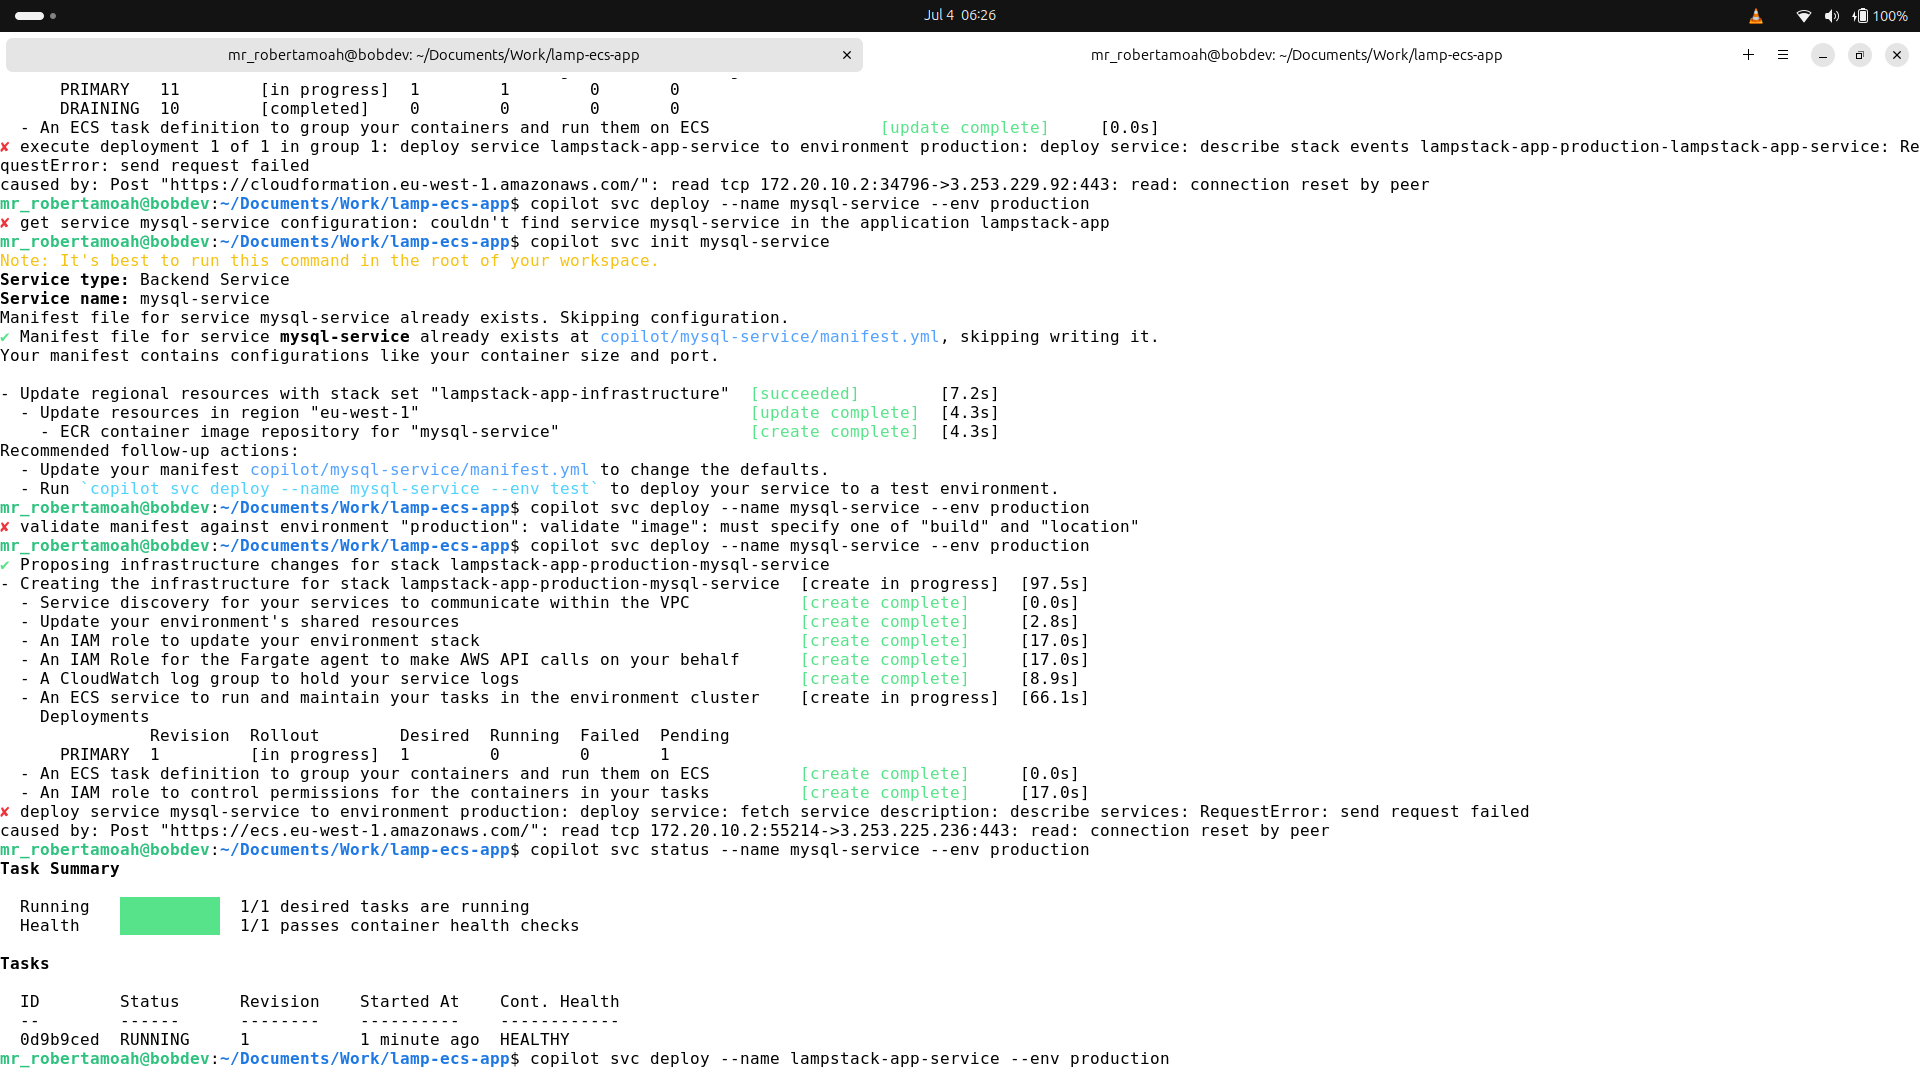 Jul 4 06:26
100%
mr_robertamoah@bobdev: ~/Documents/Work/lamp-ecs-app
mr_robertamoah@bobdev: ~/Documents/Work/lamp-ecs-app
PRIMARY 11 [in progress] 1 1 0 0
DRAINING 10 [completed] 0 0 0 0
- An ECS task definition to group your containers and run them on ECS [update complete] [0.0s]
✘ execute deployment 1 of 1 in group 1: deploy service lampstack-app-service to environment production: deploy service: describe stack events lampstack-app-production-lampstack-app-service: Re
questError: send request failed
caused by: Post "https://cloudformation.eu-west-1.amazonaws.com/": read tcp 172.20.10.2:34796->3.253.229.92:443: read: connection reset by peer
mr_robertamoah@bobdev:~/Documents/Work/lamp-ecs-app$ copilot svc deploy --name mysql-service --env production
✘ get service mysql-service configuration: couldn't find service mysql-service in the application lampstack-app
mr_robertamoah@bobdev:~/Documents/Work/lamp-ecs-app$ copilot svc init mysql-service
Note: It's best to run this command in the root of your workspace.
Service type: Backend Service
Service name: mysql-service
Manifest file for service mysql-service already exists. Skipping configuration.
✔ Manifest file for service mysql-service already exists at copilot/mysql-service/manifest.yml, skipping writing it.
Your manifest contains configurations like your container size and port.
- Update regional resources with stack set "lampstack-app-infrastructure" [succeeded] [7.2s]
- Update resources in region "eu-west-1" [update complete] [4.3s]
- ECR container image repository for "mysql-service" [create complete] [4.3s]
Recommended follow-up actions:
- Update your manifest copilot/mysql-service/manifest.yml to change the defaults.
- Run `copilot svc deploy --name mysql-service --env test` to deploy your service to a test environment.
mr_robertamoah@bobdev:~/Documents/Work/lamp-ecs-app$ copilot svc deploy --name mysql-service --env production
✘ validate manifest against environment "production": validate "image": must specify one of "build" and "location"
mr_robertamoah@bobdev:~/Documents/Work/lamp-ecs-app$ copilot svc deploy --name mysql-service --env production
✔ Proposing infrastructure changes for stack lampstack-app-production-mysql-service
- Creating the infrastructure for stack lampstack-app-production-mysql-service [create in progress] [97.5s]
- Service discovery for your services to communicate within the VPC [create complete] [0.0s]
- Update your environment's shared resources [create complete] [2.8s]
- An IAM role to update your environment stack [create complete] [17.0s]
- An IAM Role for the Fargate agent to make AWS API calls on your behalf [create complete] [17.0s]
- A CloudWatch log group to hold your service logs [create complete] [8.9s]
- An ECS service to run and maintain your tasks in the environment cluster [create in progress] [66.1s]
Deployments
Revision Rollout Desired Running Failed Pending
PRIMARY 1 [in progress] 1 0 0 1
- An ECS task definition to group your containers and run them on ECS [create complete] [0.0s]
- An IAM role to control permissions for the containers in your tasks [create complete] [17.0s]
✘ deploy service mysql-service to environment production: deploy service: fetch service description: describe services: RequestError: send request failed
caused by: Post "https://ecs.eu-west-1.amazonaws.com/": read tcp 172.20.10.2:55214->3.253.225.236:443: read: connection reset by peer
mr_robertamoah@bobdev:~/Documents/Work/lamp-ecs-app$ copilot svc status --name mysql-service --env production
Task Summary
Running 1/1 desired tasks are running
Health 1/1 passes container health checks
Tasks
ID Status Revision Started At Cont. Health
-- ------ -------- ---------- ------------
0d9b9ced RUNNING 1 1 minute ago HEALTHY
mr_robertamoah@bobdev:~/Documents/Work/lamp-ecs-app$ copilot svc deploy --name lampstack-app-service --env production